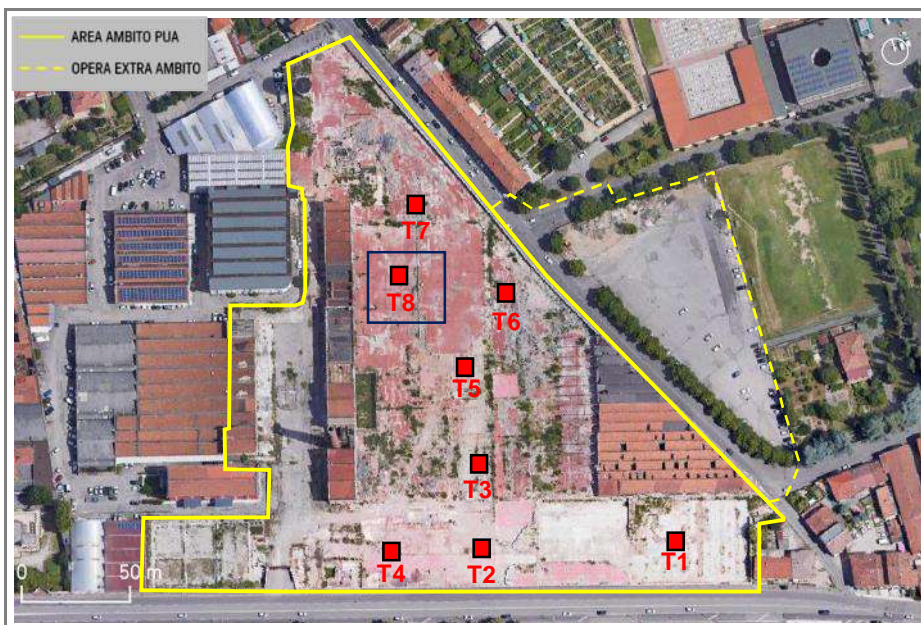 AREA AMBITO PUA
OPERA EXTRA AMBITO
T7
T8
T6
T5
T3
T4
T2
T1
0
50 m